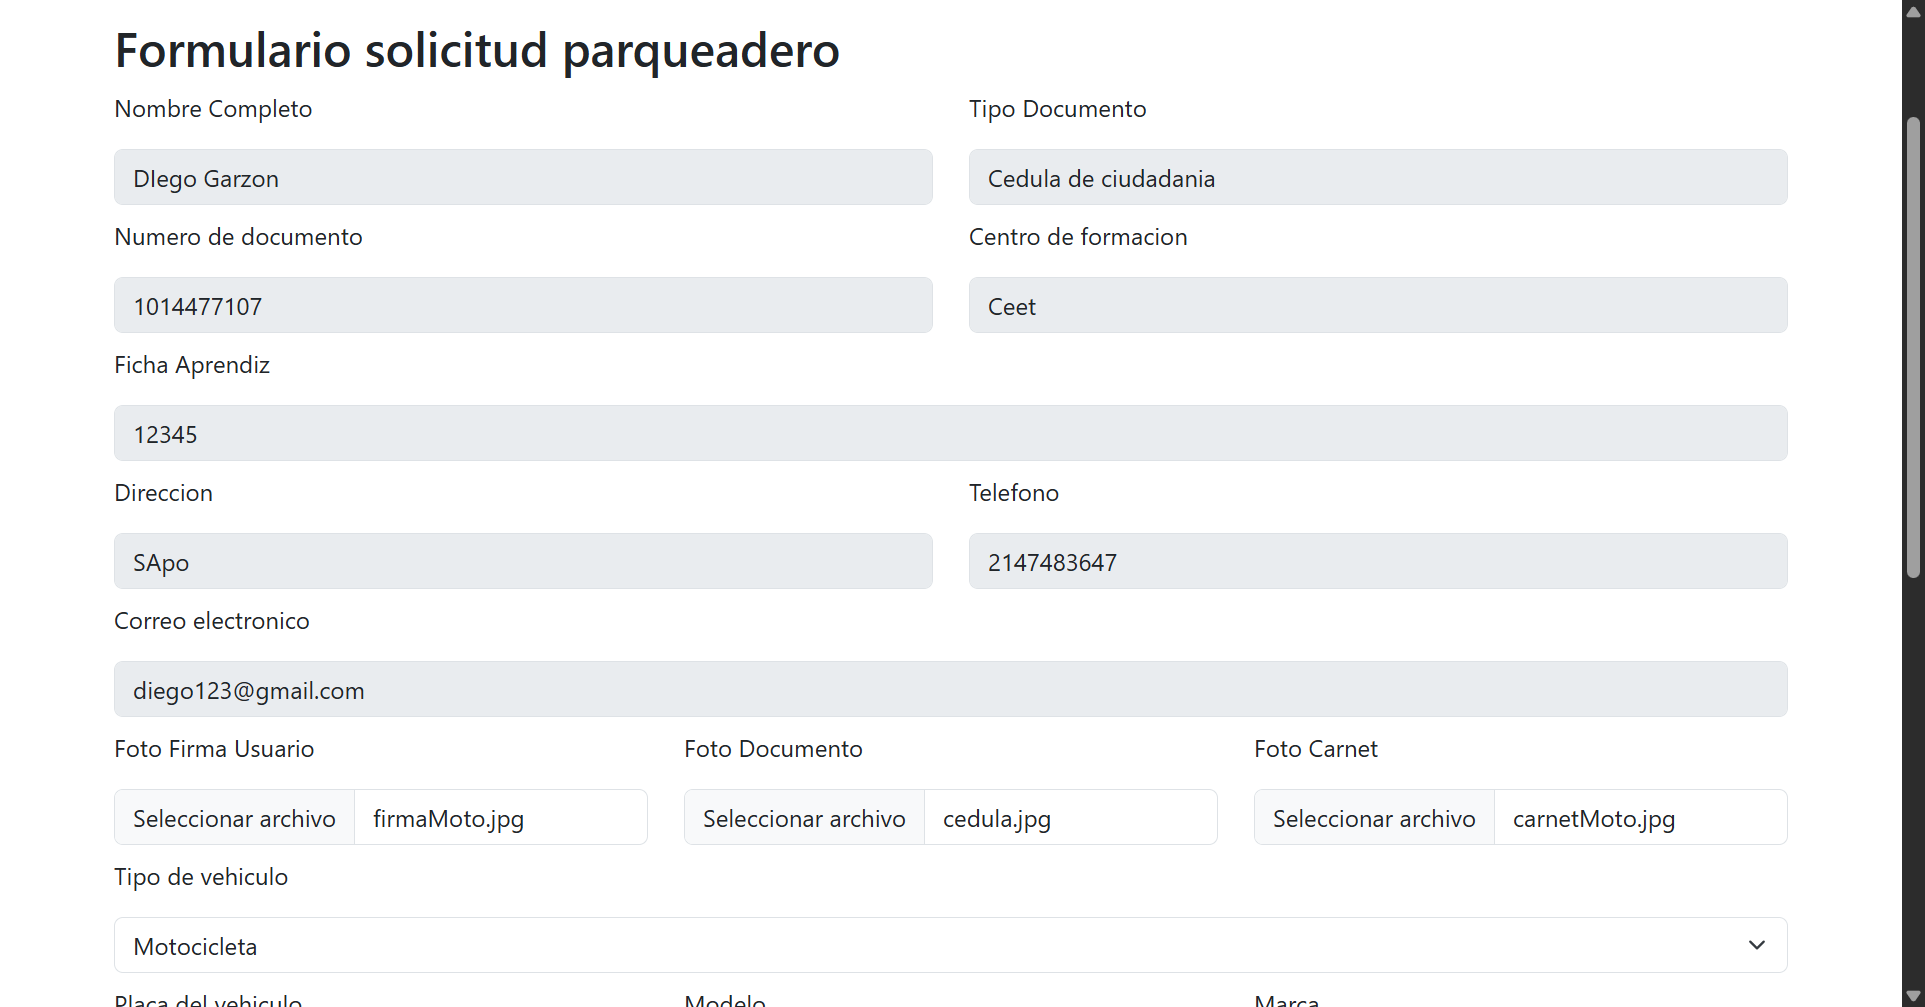 Formulario solicitud parqueadero
Nombre Completo Tipo Documento
DIego Garzon Cedula de ciudadania
Numero de documento Centro de formacion
1014477107 Ceet
Ficha Aprendiz
12345
Direccion Telefono
SApo 2147483647
Correo electronico
diego123@gmail.com
Foto Firma Usuario Foto Documento Foto Carnet
Seleccionar archivo firmaMoto.jpg Seleccionar archivo cedula.jpg Seleccionar archivo carnetMoto.jpg
Tipo de vehiculo
Motocicleta
Placa del vehiculo Modelo Marca